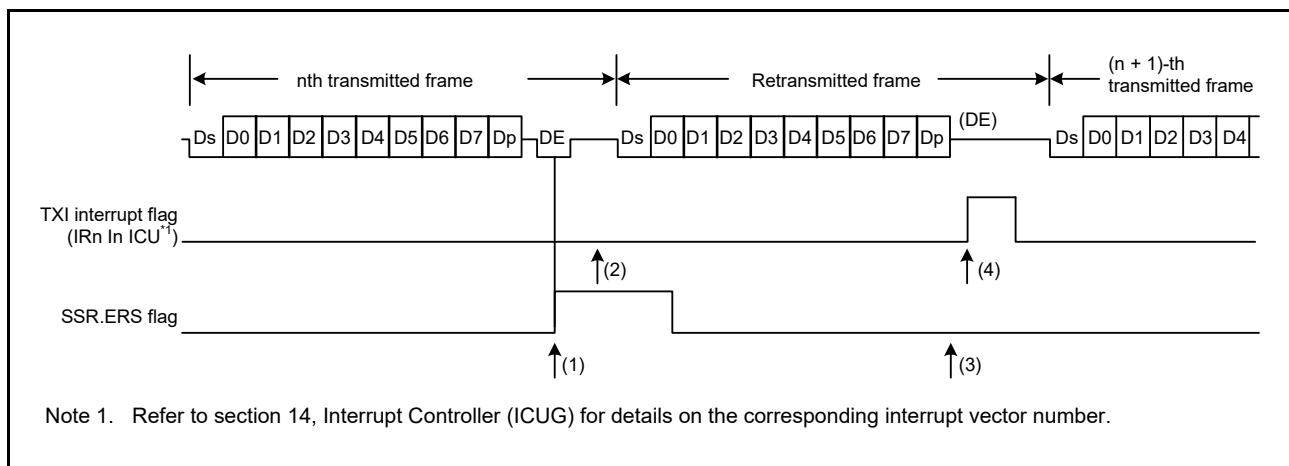 nth transmitted frame
Retransmitted frame
(n + 1)-th
transmitted frame
Ds D0 D1 D2 D3 D4 D5 D6 D7 Dp DE Ds D0 D1 D2 D3 D4 D5 D6 D7 Dp (DE) Ds D0 D1 D2 D3 D4
TXI interrupt flag
(IRn In ICU*1)
(2)
(4)
SSR.ERS flag
(1)
(3)
Note 1. Refer to section 14, Interrupt Controller (ICUG) for details on the corresponding interrupt vector number.